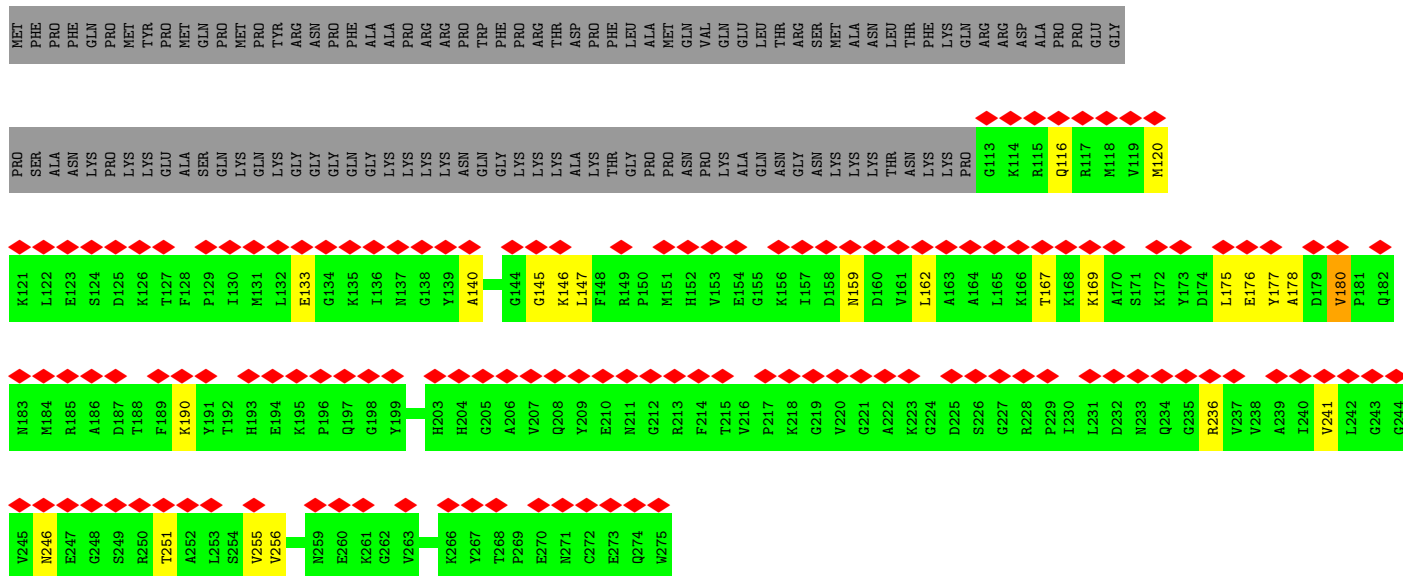 MET PHE PRO PHE GLN PRO MET TYR PRO MET GLN PRO MET PRO TYR ARG ASN PRO PHE ALA ALA PRO ARG ARG PRO TRP PHE PRO ARG THR ASP PRO PHE LEU ALA MET GLN VAL GLN GLU LEU THR ARG SER MET ALA ASN LEU THR PHE LYS GLN ARG ARG ASP ALA PRO PRO GLU GLY
PRO SER ALA ASN LYS PRO LYS LYS GLU ALA SER GLN LYS GLN LYS GLY GLY GLY GLN GLY LYS LYS LYS LYS ASN GLN GLY LYS LYS LYS ALA LYS THR GLY PRO PRO ASN PRO LYS ALA GLN ASN GLY ASN LYS LYS LYS THR ASN LYS LYS PRO G113 K114 R115 Q116 R117 M118 V119 M120
K121 L122 E123 S124 D125 K126 T127 F128 P129 I130 M131 L132 E133 G134 K135 I136 N137 G138 Y139 A140 G144 G145 K146 L147 F148 R149 P150 M151 H152 V153 E154 G155 K156 I157 D158 N159 D160 V161 L162 A163 A164 L165 K166 T167 K168 K169 A170 S171 K172 Y173 D174 L175 E176 Y177 A178 D179 V180 P181 Q182
N183 M184 R185 A186 D187 T188 F189 K190 Y191 T192 H193 E194 K195 P196 Q197 G198 Y199 H203 H204 G205 A206 V207 Q208 Y209 E210 N211 G212 R213 F214 T215 V216 P217 K218 G219 V220 G221 A222 K223 G224 D225 S226 G227 R228 P229 I230 L231 D232 N233 Q234 G235 R236 V237 V238 A239 I240 V241 L242 G243 G244
V245 N246 E247 G248 S249 R250 T251 A252 L253 S254 V255 V256 N259 E260 K261 G262 V263 K266 Y267 T268 P269 E270 N271 C272 E273 Q274 W275